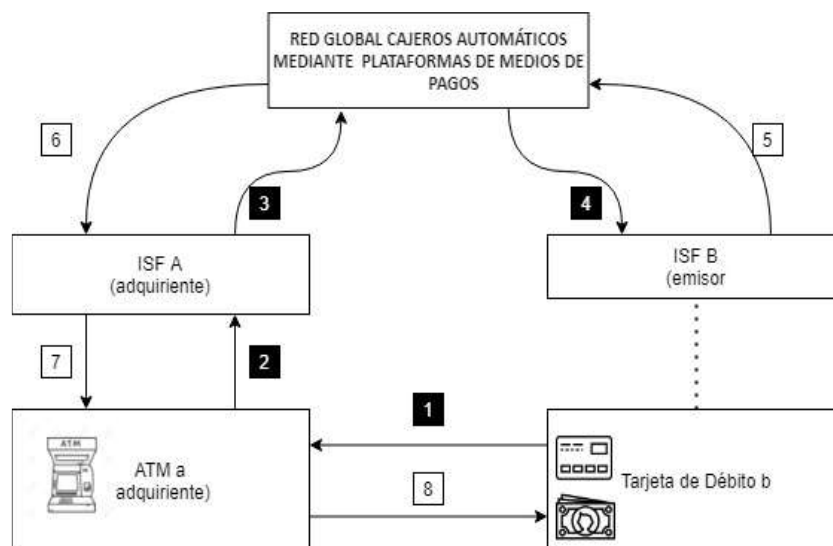 RED GLOBAL CAJEROS AUTOMÁTICOS
MEDIANTE PLATAFORMAS DE MEDIOS DE
PAGOS
6
5
3
4
ISF A
(adquiriente)
ISF B
(emisor
7
2
1
ATM
ATM a
adquiriente)
8
Tarjeta de Débito b